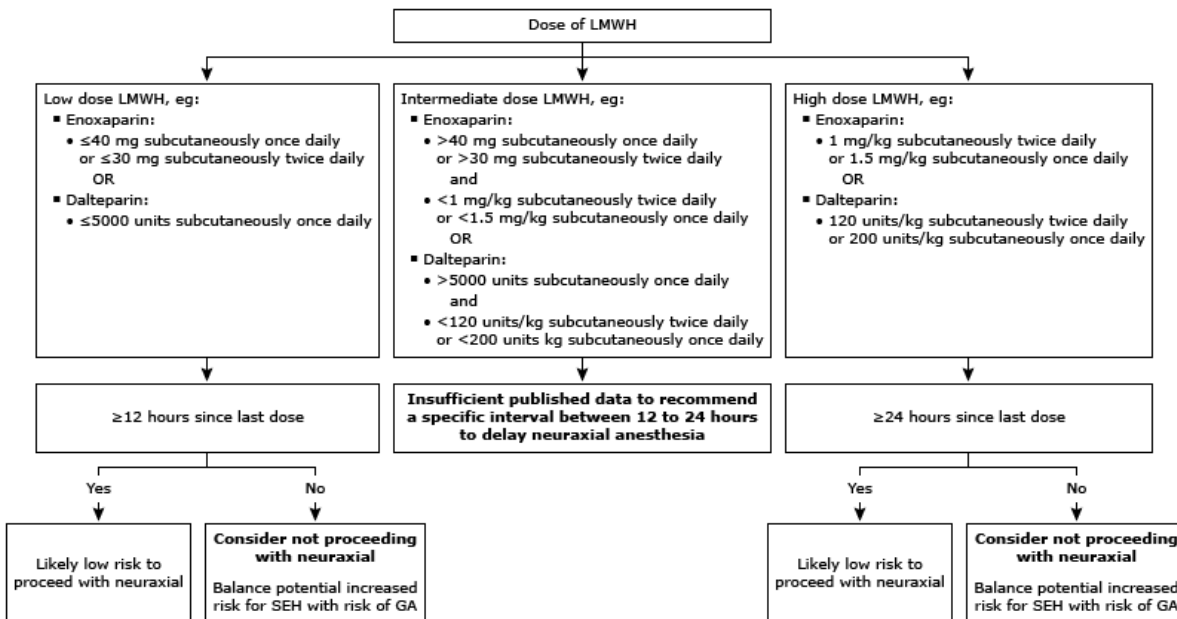 Dose of LMWH
Low dose LMWH, eg:
▪ Enoxaparin:
• ≤40 mg subcutaneously once daily
or ≤30 mg subcutaneously twice daily
OR
▪ Dalteparin:
• ≤5000 units subcutaneously once daily
Intermediate dose LMWH, eg:
▪ Enoxaparin:
• >40 mg subcutaneously once daily
or >30 mg subcutaneously twice daily
and
• <1 mg/kg subcutaneously twice daily
or <1.5 mg/kg subcutaneously once daily
OR
▪ Dalteparin:
• >5000 units subcutaneously once daily
and
• <120 units/kg subcutaneously twice daily
or <200 units kg subcutaneously once daily
High dose LMWH, eg:
▪ Enoxaparin:
• 1 mg/kg subcutaneously twice daily
or 1.5 mg/kg subcutaneously once daily
OR
▪ Dalteparin:
• 120 units/kg subcutaneously twice daily
or 200 units/kg subcutaneously once daily
≥12 hours since last dose
Insufficient published data to recommend
a specific interval between 12 to 24 hours
to delay neuraxial anesthesia
≥24 hours since last dose
Yes
No
Yes
No
Likely low risk to
proceed with neuraxial
Consider not proceeding
with neuraxial
Balance potential increased
risk for SEH with risk of GA
Likely low risk to
proceed with neuraxial
Consider not proceeding
with neuraxial
Balance potential increased
risk for SEH with risk of GA